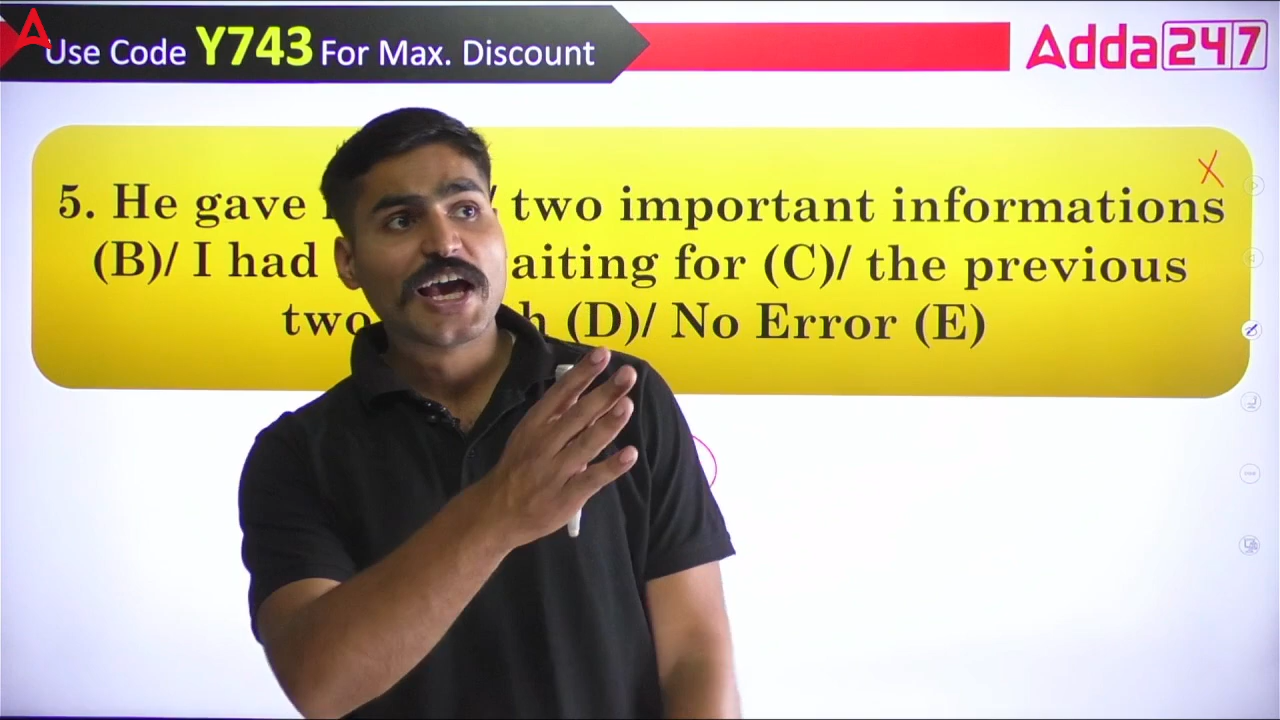 Use Code Y743 For Max. Discount
Adda247
5. He gave / two important informations
(B)/ I had aiting for (C)/ the previous
two h (D)/ No Error (E)